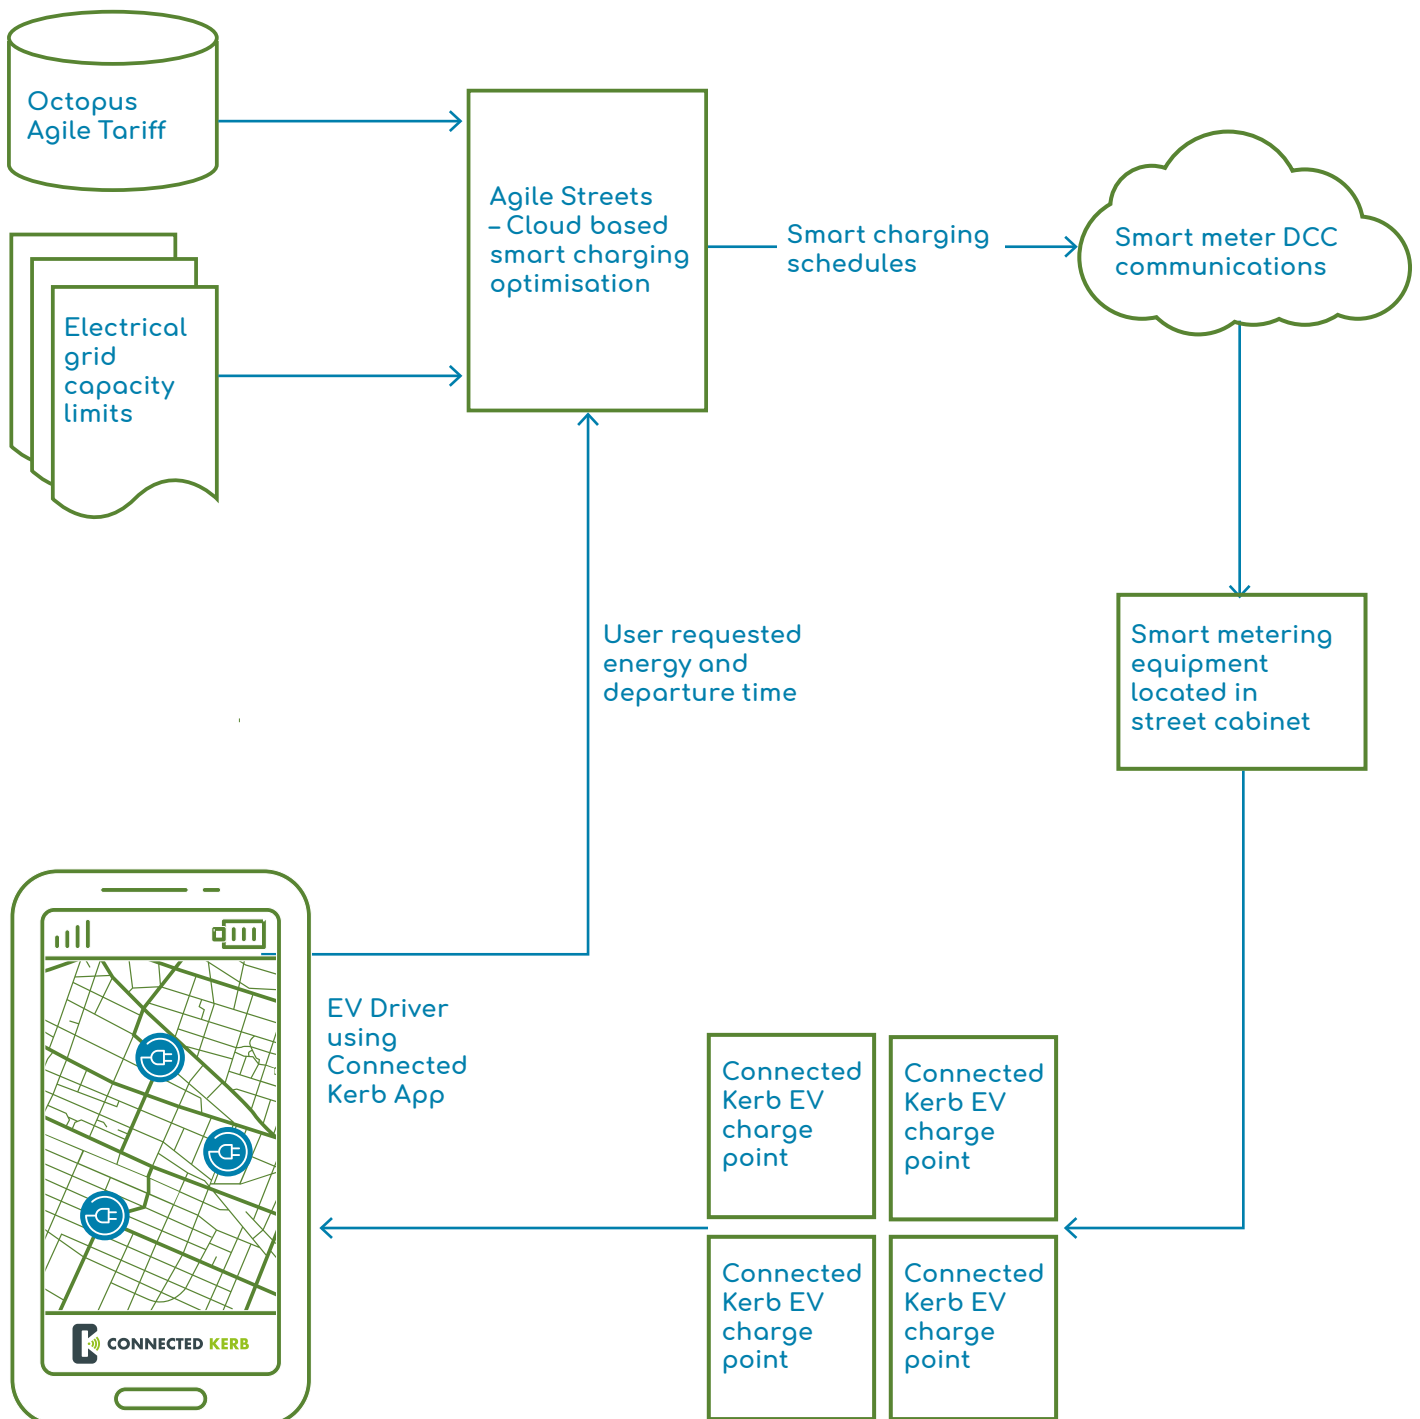 Octopus
Agile Tariff
Electrical
grid
capacity
limits
Agile Streets
– Cloud based
smart charging
optimisation
Smart charging
schedules
Smart meter DCC
communications
User requested
energy and
departure time
Smart metering
equipment
located in
street cabinet
EV Driver
using
Connected
Kerb App
Connected
Kerb EV
charge
point
Connected
Kerb EV
charge
point
Connected
Kerb EV
charge
point
Connected
Kerb EV
charge
point
CONNECTED KERB